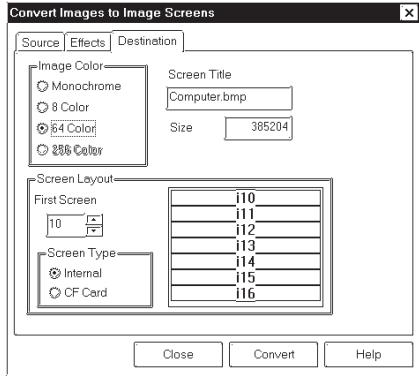 Convert Images to Image Screens
Source Effects Destination
Image Color
Monochrome
8 Color
64 Color
256 Color
Screen Title
Computer.bmp
Size 385204
Screen Layout
First Screen
10
Screen Type
Internal
CF Card
i10
i11
i12
i13
i14
i15
i16
Close Convert Help